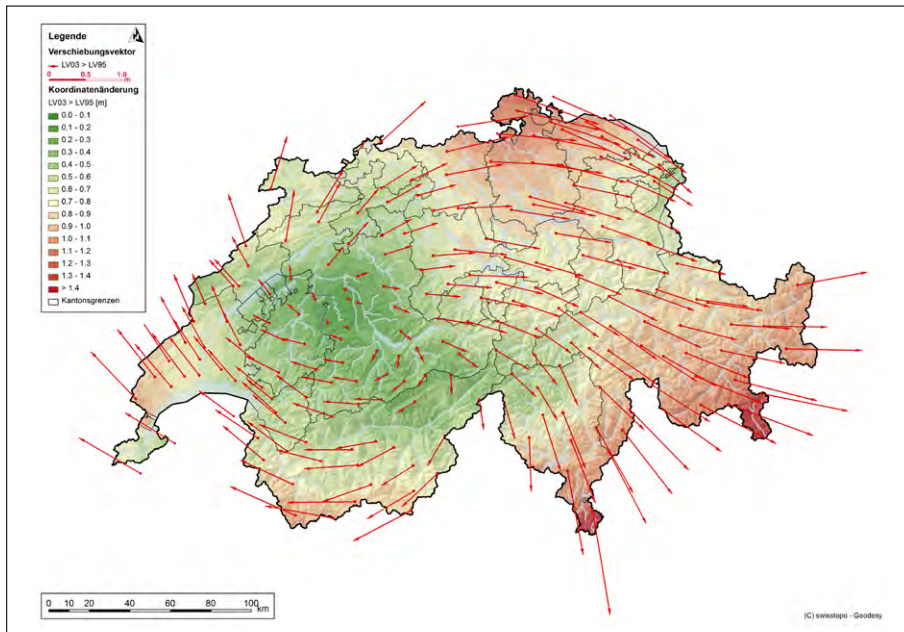 Legende
Verschiebungsvektor
LV03 > LV95
0 0.5 1.0
m
Koordinatenänderung
LV03 > LV95 [m]
0.0 - 0.1
0.1 - 0.2
0.2 - 0.3
0.3 - 0.4
0.4 - 0.5
0.5 - 0.6
0.6 - 0.7
0.7 - 0.8
0.8 - 0.9
0.9 - 1.0
1.0 - 1.1
1.1 - 1.2
1.2 - 1.3
1.3 - 1.4
> 1.4
Kantonsgrenzen
0 10 20 40 60 80 100
km
(C) swisstopo - Geodesy